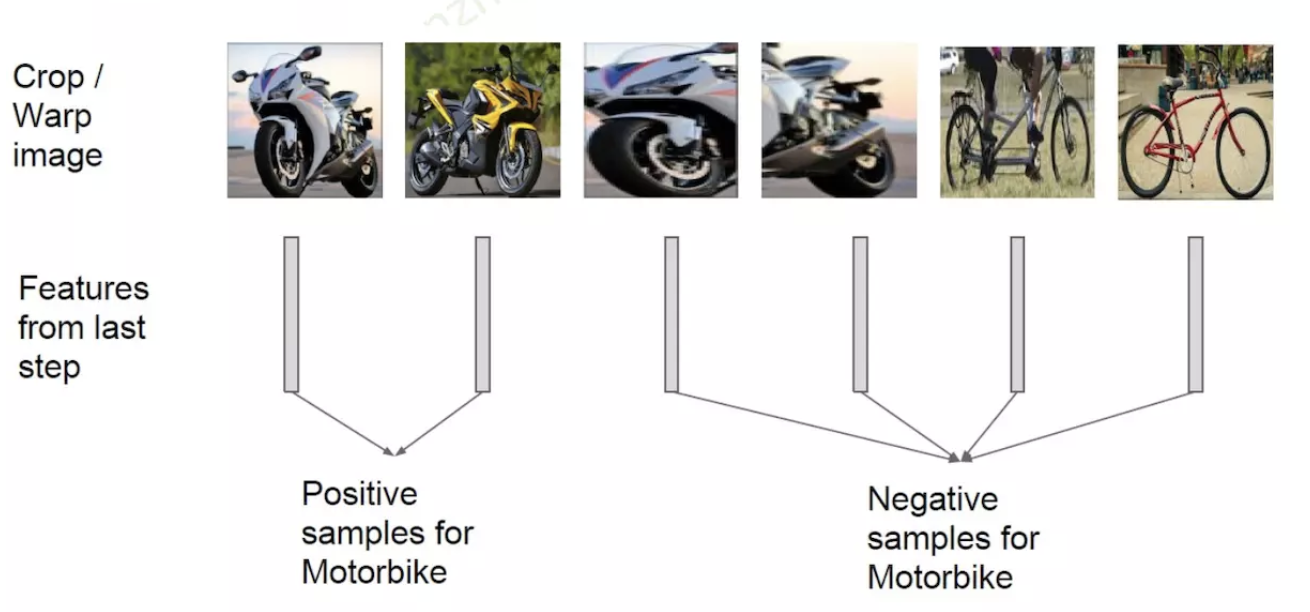 Crop /
Warp
image
Features
from last
step
Positive
samples for
Motorbike
Negative
samples for
Motorbike